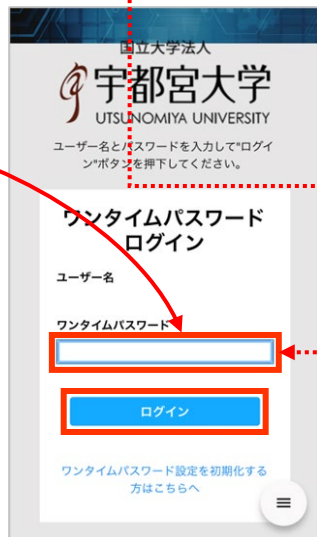 国立大学法人
宇都宮大学
UTSUNOMIYA UNIVERSITY
ユーザー名とパスワードを入力して"ログイ
ン"ボタンを押下してください。
ワンタイムパスワード
ログイン
ユーザー名
ワンタイムパスワード
ログイン
ワンタイムパスワード設定を初期化する
方はこちらへ